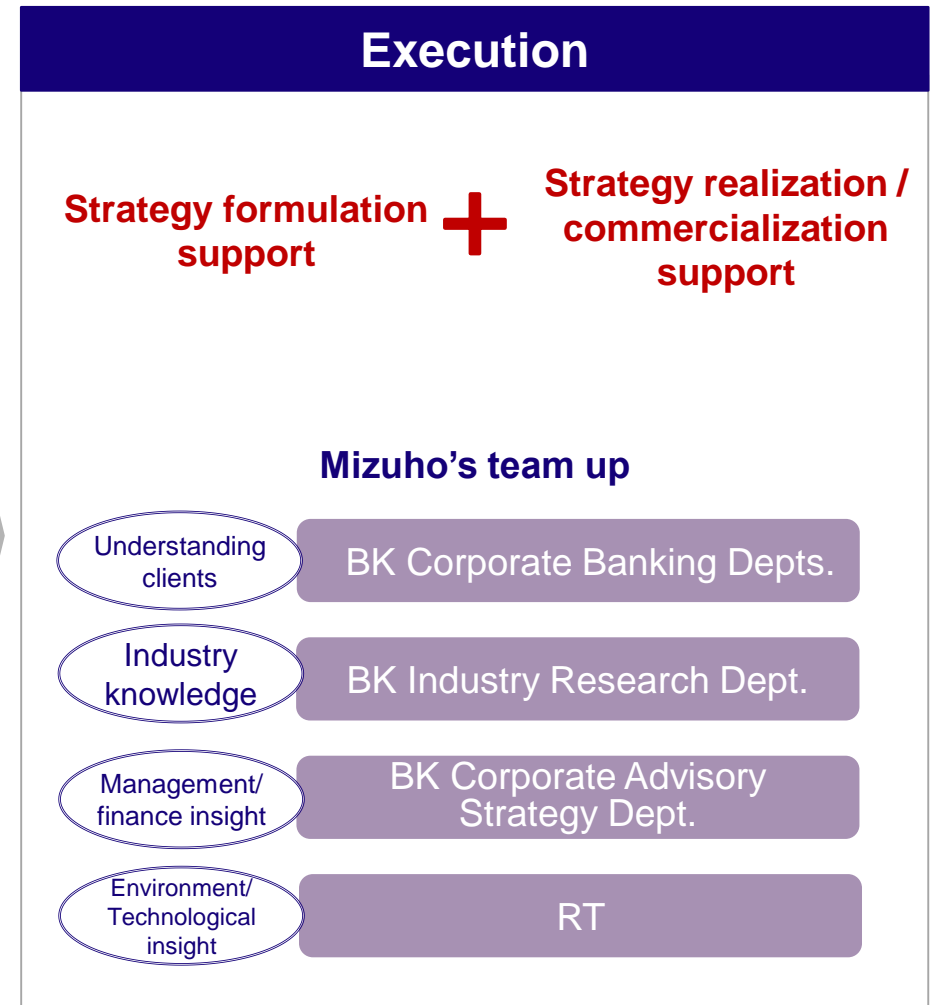 Execution
Strategy formulation
support
+
Strategy realization /
commercialization
support
Mizuho's team up
Understanding
clients
BK Corporate Banking Depts.
Industry
knowledge
BK Industry Research Dept.
Management/
finance insight
BK Corporate Advisory
Strategy Dept.
Environment/
Technological
insight
RT